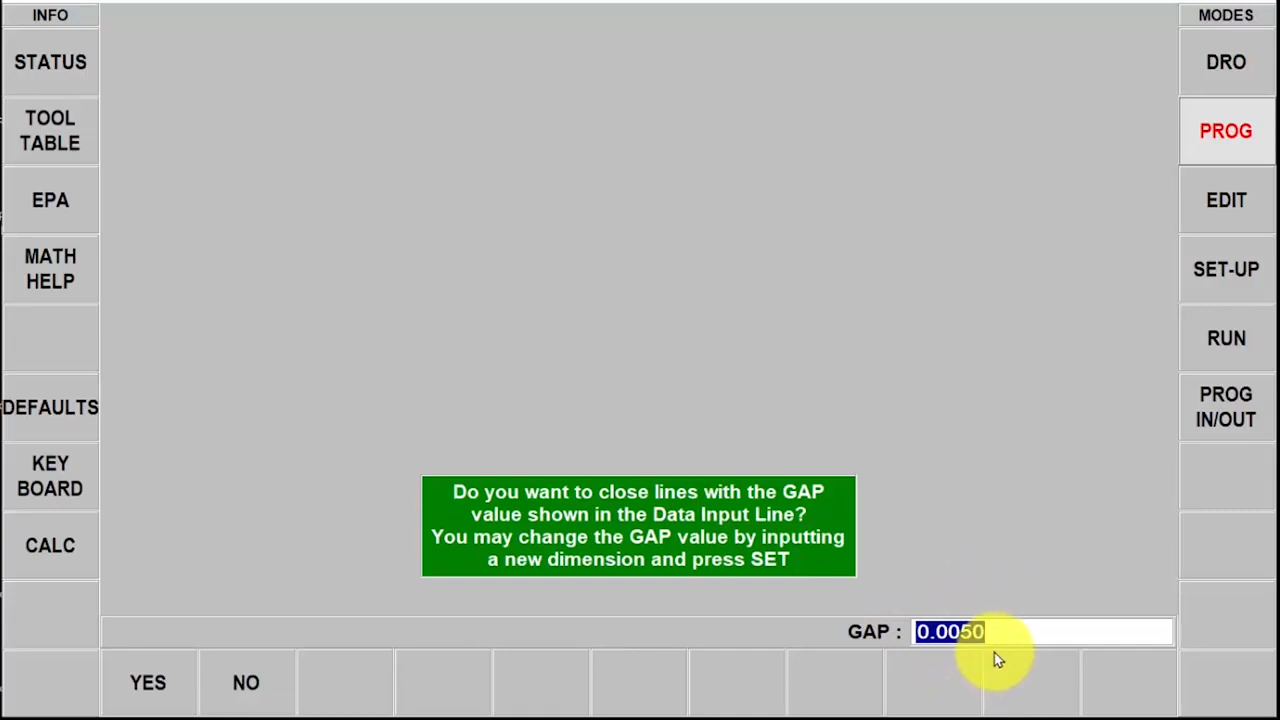 INFO
STATUS
TOOL
TABLE
EPA
MATH
HELP
DEFAULTS
KEY
BOARD
CALC
Do you want to close lines with the GAP
value shown in the Data Input Line?
You may change the GAP value by inputting
a new dimension and press SET
GAP : 0.0050
YES
NO
MODES
DRO
PROG
EDIT
SET-UP
RUN
PROG
IN/OUT